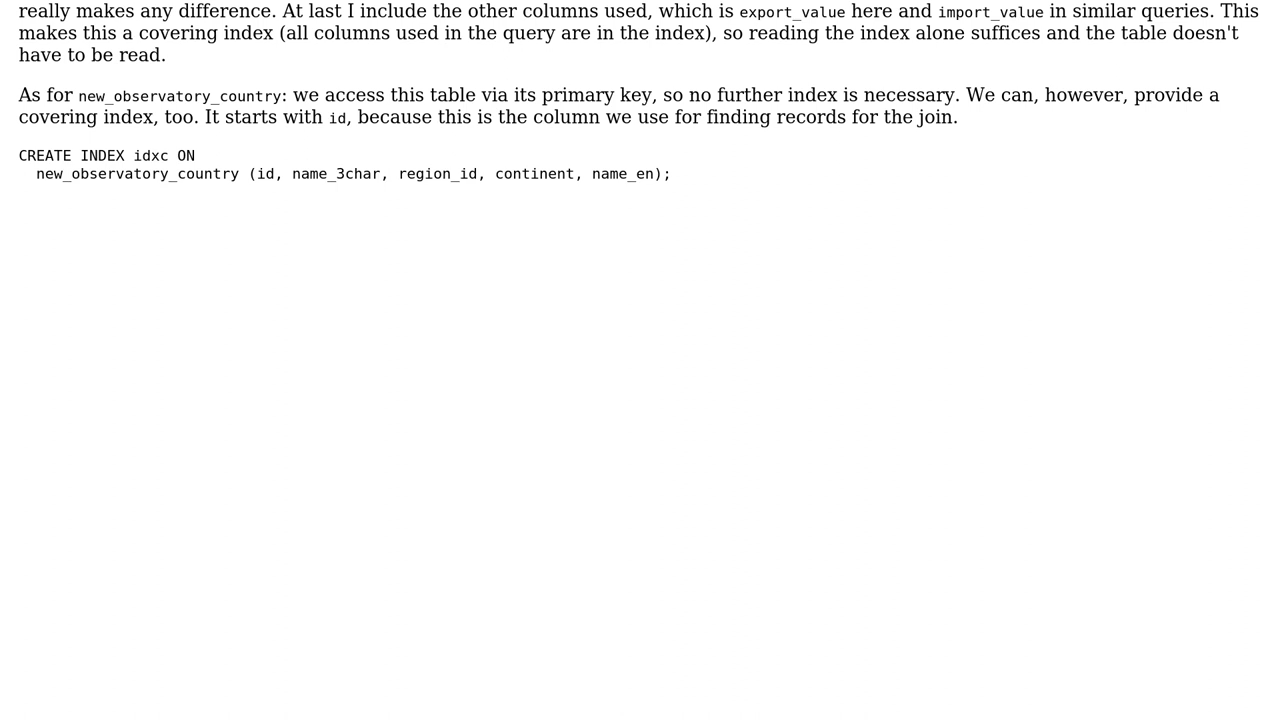 really makes any difference. At last I include the other columns used, which is export_value here and import_value in similar queries. This
makes this a covering index (all columns used in the query are in the index), so reading the index alone suffices and the table doesn't
have to be read.
As for new_observatory_country: we access this table via its primary key, so no further index is necessary. We can, however, provide a
covering index, too. It starts with id, because this is the column we use for finding records for the join.
CREATE INDEX idxc ON
  new_observatory_country (id, name_3char, region_id, continent, name_en);